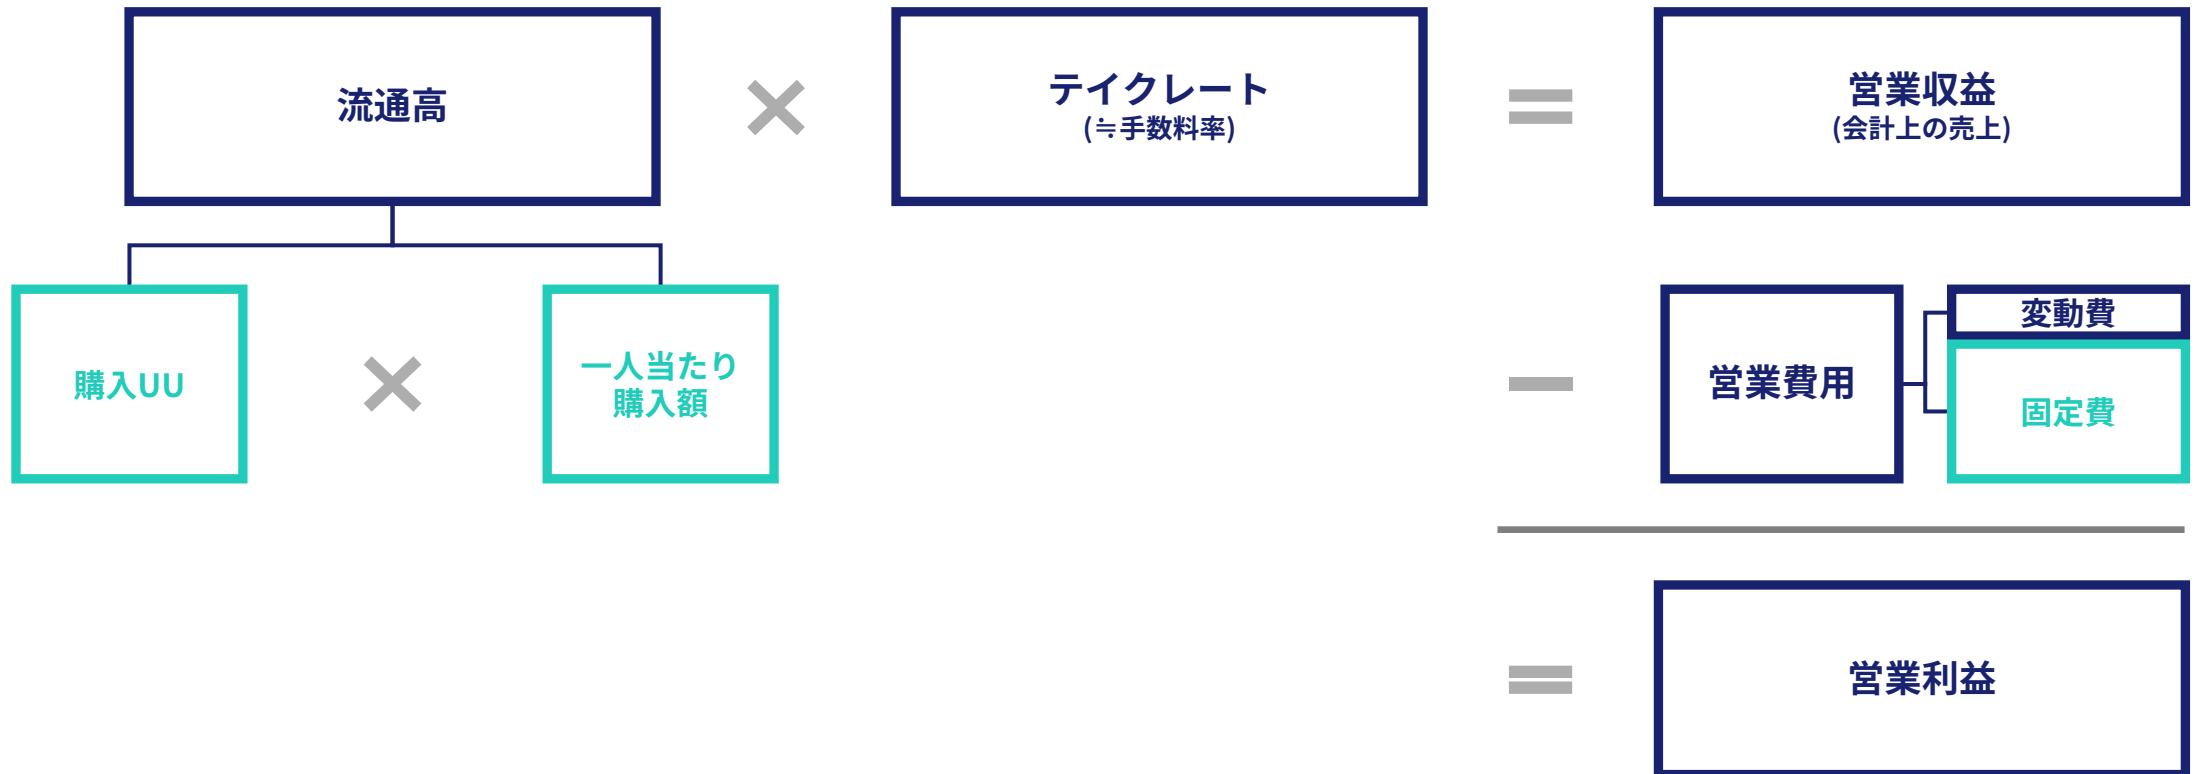 流通高
×
テイクレート
(≒手数料率)
=
営業収益
(会計上の売上)
購入UU
×
一人当たり
購入額
−
営業費用
変動費
固定費
=
営業利益